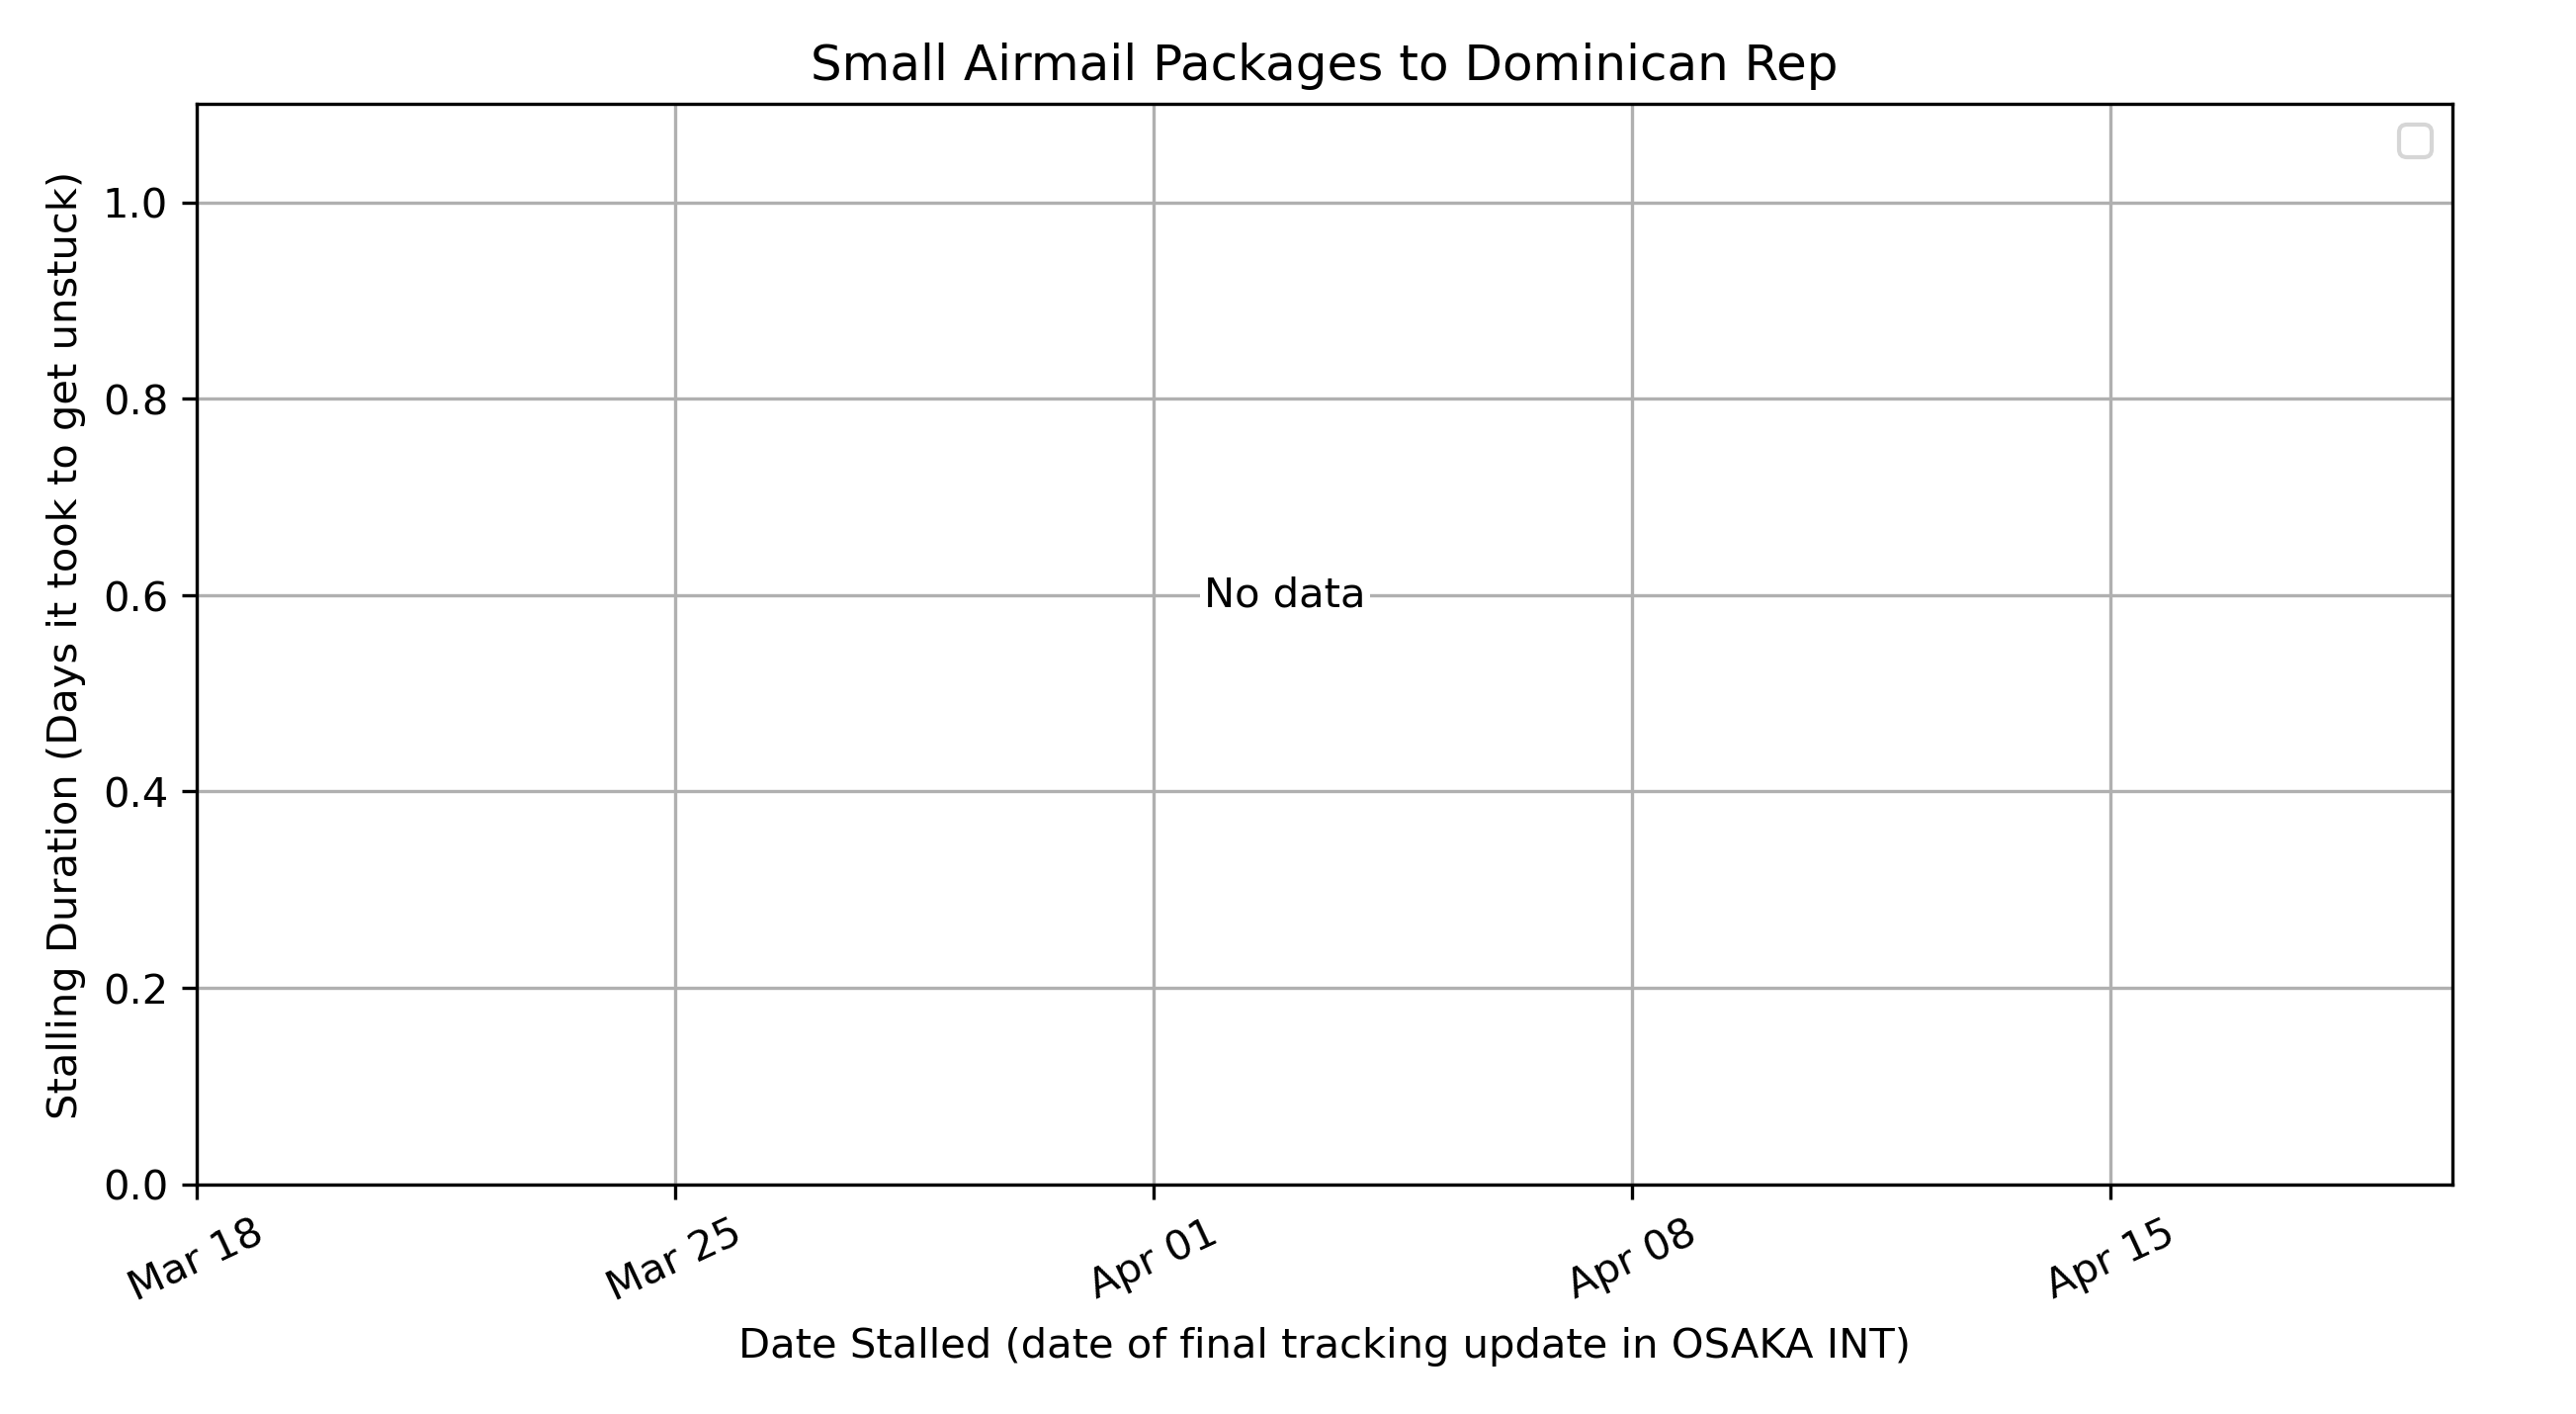 Small Airmail Packages to Dominican Rep
Stalling Duration (Days it took to get unstuck)
1.0
0.8
0.6
0.4
0.2
0.0
No data
Mar 18
Mar 25
Apr 01
Apr 08
Apr 15
Date Stalled (date of final tracking update in OSAKA INT)